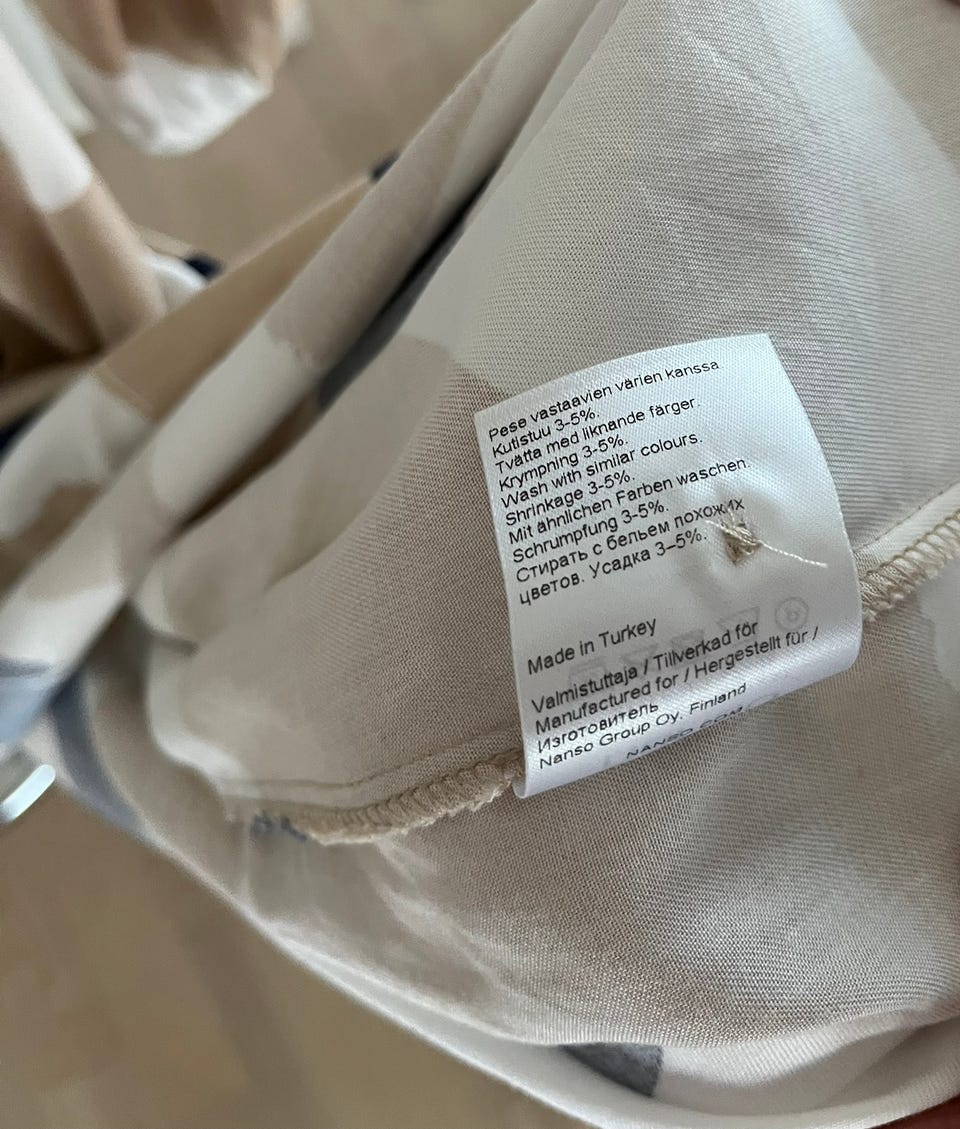 Pese vastaavien värien kanssa
Kutistuu 3-5%.
Tvätta med liknande färger.
Krympning 3-5%.
Wash with similar colours.
Shrinkage 3-5%.
Mit ähnlichen Farben waschen.
Schrumpfung 3-5%.
Стирать с бельем похожих
цветов. Усадка 3–5%.
Made in Turkey
Valmistuttaja / Tillverkad för
Manufactured for / Hergestellt für /
Изготовитель
Nanso Group Oy, Finland
NANSO.COM